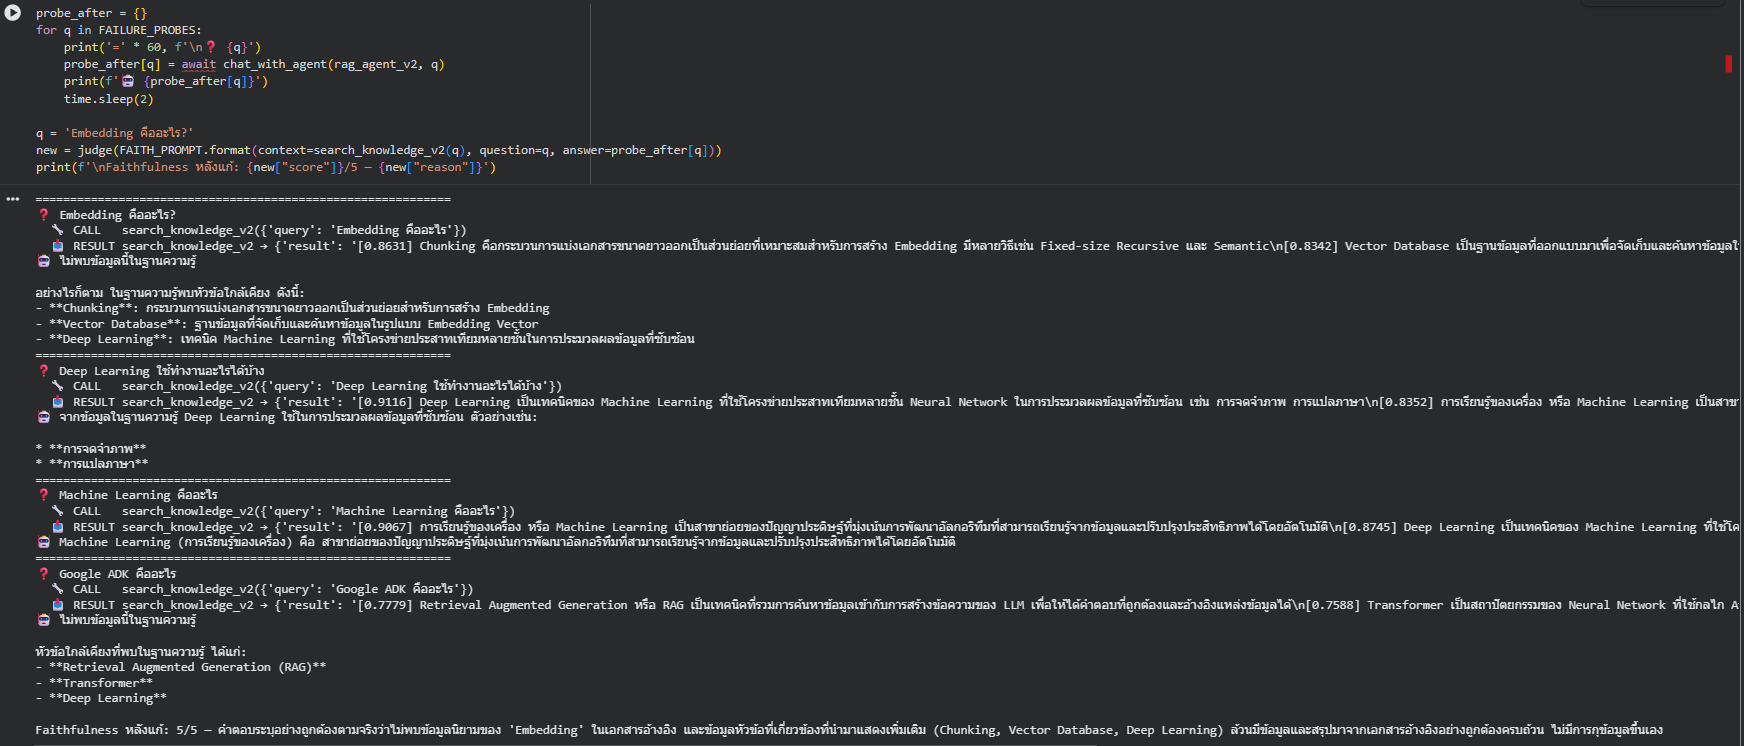 probe_after = {}
for q in FAILURE_PROBES:
    print('=' * 60, f'\n❓ {q}')
    probe_after[q] = await chat_with_agent(rag_agent_v2, q)
    print(f'🤖 {probe_after[q]}')
    time.sleep(2)
q = 'Embedding คืออะไร?'
new = judge(FAITH_PROMPT.format(context=search_knowledge_v2(q), question=q, answer=probe_after[q]))
print(f'\nFaithfulness หลังแก้: {new["score"]}/5 — {new["reason"]}')
============================================================
❓ Embedding คืออะไร?
🔧 CALL   search_knowledge_v2({'query': 'Embedding คืออะไร'})
📥 RESULT search_knowledge_v2 → {'result': '[0.8631] Chunking คือกระบวนการแบ่งเอกสารขนาดยาวออกเป็นส่วนย่อยที่เหมาะสมสำหรับการสร้าง Embedding มีหลายวิธีเช่น Fixed-size Recursive และ Semantic\n[0.8342] Vector Database เป็นฐานข้อมูลที่ออกแบบมาเพื่อจัดเก็บและค้นหาข้อมูลใ
🤖 ไม่พบข้อมูลนี้ในฐานความรู้
อย่างไรก็ตาม ในฐานความรู้พบหัวข้อใกล้เคียง ดังนี้:
- **Chunking**: กระบวนการแบ่งเอกสารขนาดยาวออกเป็นส่วนย่อยสำหรับการสร้าง Embedding
- **Vector Database**: ฐานข้อมูลที่จัดเก็บและค้นหาข้อมูลในรูปแบบ Embedding Vector
- **Deep Learning**: เทคนิค Machine Learning ที่ใช้โครงข่ายประสาทเทียมหลายชั้นในการประมวลผลข้อมูลที่ซับซ้อน
============================================================
❓ Deep Learning ใช้ทำงานอะไรได้บ้าง
🔧 CALL   search_knowledge_v2({'query': 'Deep Learning ใช้ทำงานอะไรได้บ้าง'})
📥 RESULT search_knowledge_v2 → {'result': '[0.9116] Deep Learning เป็นเทคนิคของ Machine Learning ที่ใช้โครงข่ายประสาทเทียมหลายชั้น Neural Network ในการประมวลผลข้อมูลที่ซับซ้อน เช่น การจดจำภาพ การแปลภาษา\n[0.8352] การเรียนรู้ของเครื่อง หรือ Machine Learning เป็นสาขา
🤖 จากข้อมูลในฐานความรู้ Deep Learning ใช้ในการประมวลผลข้อมูลที่ซับซ้อน ตัวอย่างเช่น:
* **การจดจำภาพ**
* **การแปลภาษา**
============================================================
❓ Machine Learning คืออะไร
🔧 CALL   search_knowledge_v2({'query': 'Machine Learning คืออะไร'})
📥 RESULT search_knowledge_v2 → {'result': '[0.9067] การเรียนรู้ของเครื่อง หรือ Machine Learning เป็นสาขาย่อยของปัญญาประดิษฐ์ที่มุ่งเน้นการพัฒนาอัลกอริทึมที่สามารถเรียนรู้จากข้อมูลและปรับปรุงประสิทธิภาพได้โดยอัตโนมัติ\n[0.8745] Deep Learning เป็นเทคนิคของ Machine Learning ที่ใช้โค
🤖 Machine Learning (การเรียนรู้ของเครื่อง) คือ สาขาย่อยของปัญญาประดิษฐ์ที่มุ่งเน้นการพัฒนาอัลกอริทึมที่สามารถเรียนรู้จากข้อมูลและปรับปรุงประสิทธิภาพได้โดยอัตโนมัติ
============================================================
❓ Google ADK คืออะไร
🔧 CALL   search_knowledge_v2({'query': 'Google ADK คืออะไร'})
📥 RESULT search_knowledge_v2 → {'result': '[0.7779] Retrieval Augmented Generation หรือ RAG เป็นเทคนิคที่รวมการค้นหาข้อมูลเข้ากับการสร้างข้อความของ LLM เพื่อให้ได้คำตอบที่ถูกต้องและอ้างอิงแหล่งข้อมูลได้\n[0.7588] Transformer เป็นสถาปัตยกรรมของ Neural Network ที่ใช้กลไก A
🤖 ไม่พบข้อมูลนี้ในฐานความรู้
หัวข้อใกล้เคียงที่พบในฐานความรู้ ได้แก่:
- **Retrieval Augmented Generation (RAG)**
- **Transformer**
- **Deep Learning**
Faithfulness หลังแก้: 5/5 — คำตอบระบุอย่างถูกต้องตามจริงว่าไม่พบข้อมูลนิยามของ 'Embedding' ในเอกสารอ้างอิง และข้อมูลหัวข้อที่เกี่ยวข้องที่นำมาแสดงเพิ่มเติม (Chunking, Vector Database, Deep Learning) ล้วนมีข้อมูลและสรุปมาจากเอกสารอ้างอิงอย่างถูกต้องครบถ้วน ไม่มีการกุข้อมูลขึ้นเอง